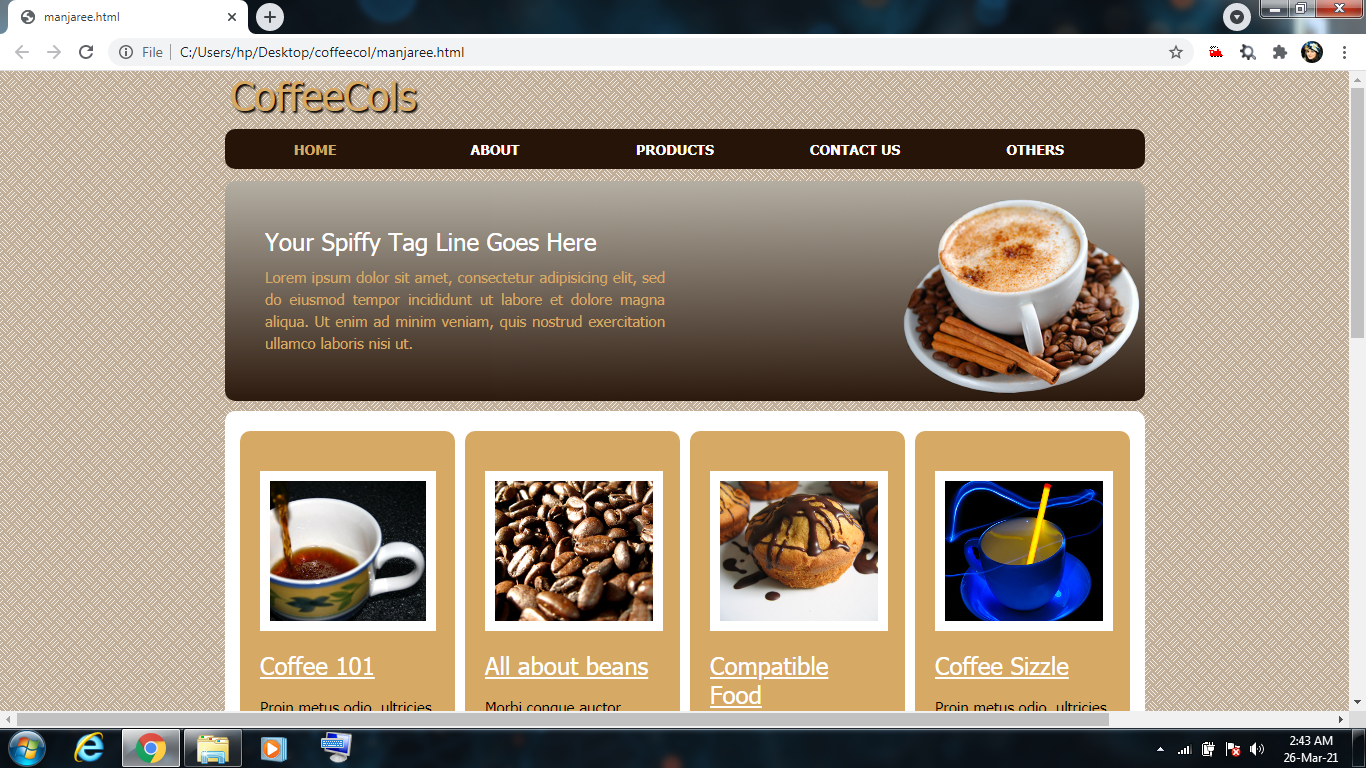 manjaree.html
File
C:/Users/hp/Desktop/coffeecol/manjaree.html
CoffeeCols
HOME ABOUT PRODUCTS CONTACT US OTHERS
Your Spiffy Tag Line Goes Here
Lorem ipsum dolor sit amet, consectetur adipisicing elit, sed
do eiusmod tempor incididunt ut labore et dolore magna
aliqua. Ut enim ad minim veniam, quis nostrud exercitation
ullamco laboris nisi ut.
Coffee 101
Proin metus odio, ultricies
All about beans
Morbi congue auctor
Compatible
Food
Coffee Sizzle
Proin metus odio, ultricies
2:43 AM
26-Mar-21